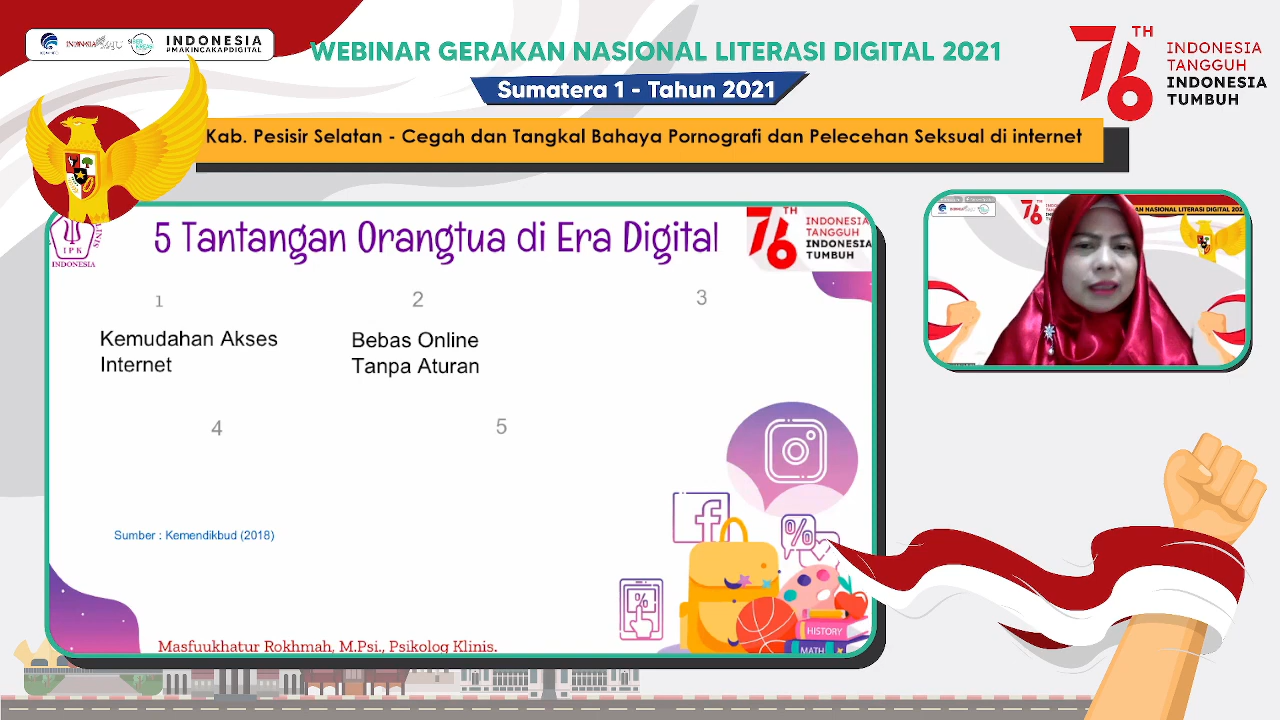 INDONESIA
#MAKINCAKAPDIGITAL
WEBINAR GERAKAN NASIONAL LITERASI DIGITAL 2021
Sumatera 1 - Tahun 2021
76TH
INDONESIA
TANGGUH
INDONESIA
TUMBUH
Kab. Pesisir Selatan - Cegah dan Tangkal Bahaya Pornografi dan Pelecehan Seksual di internet
IPK
INDONESIA
5 Tantangan Orangtua di Era Digital
76TH
INDONESIA
TANGGUH
INDONESIA
TUMBUH
1
2
3
Kemudahan Akses
Internet
Bebas Online
Tanpa Aturan
4
5
Sumber : Kemendikbud (2018)
HISTORY
MATH
Masfuukhatur Rokhmah, M.Psi., Psikolog Klinis.
NASIONAL LITERASI DIGITAL